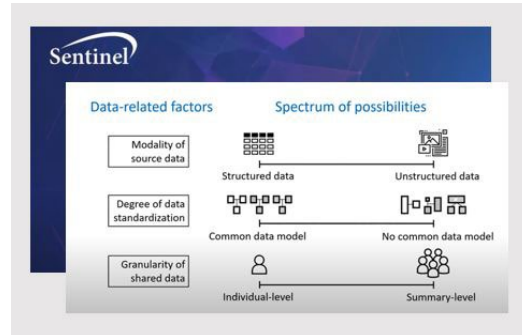 Sentinel
Data-related factors
Spectrum of possibilities
Modality of
source data
Structured data
Unstructured data
Degree of data
standardization
Common data model
No common data model
Granularity of
shared data
Individual-level
Summary-level